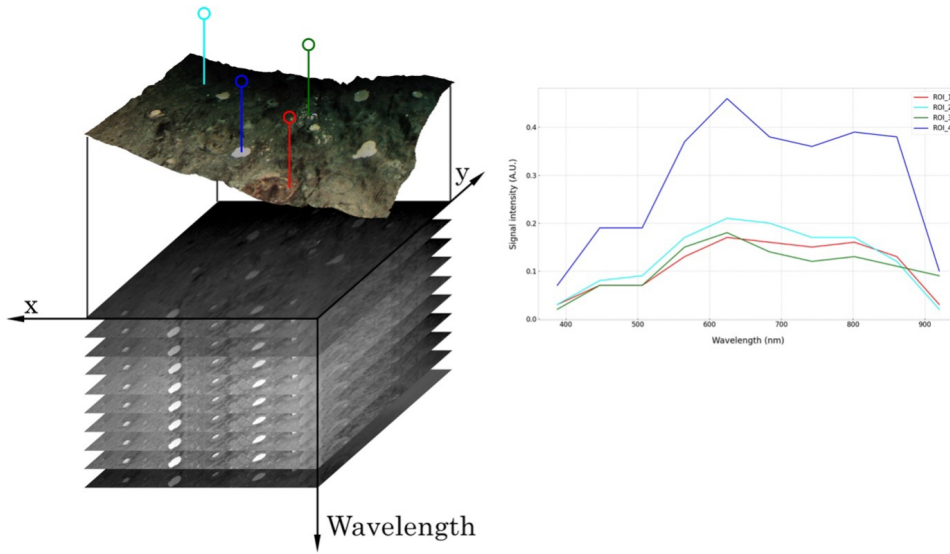 x
y
Wavelength
Signal intensity (A.U.)
0.4
0.3
0.2
0.1
0.0
400
500
600
700
800
900
Wavelength (nm)
ROI_1
ROI_2
ROI_3
ROI_4